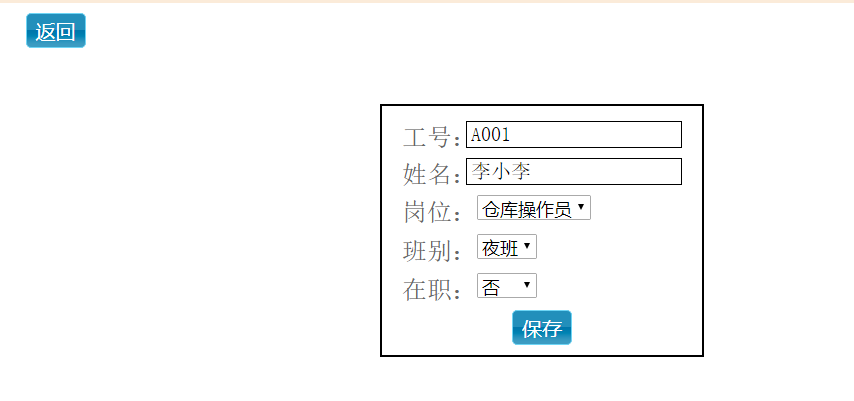 返回
工号：A001
姓名：李小李
岗位：仓库操作员
班别：夜班
在职：否
保存